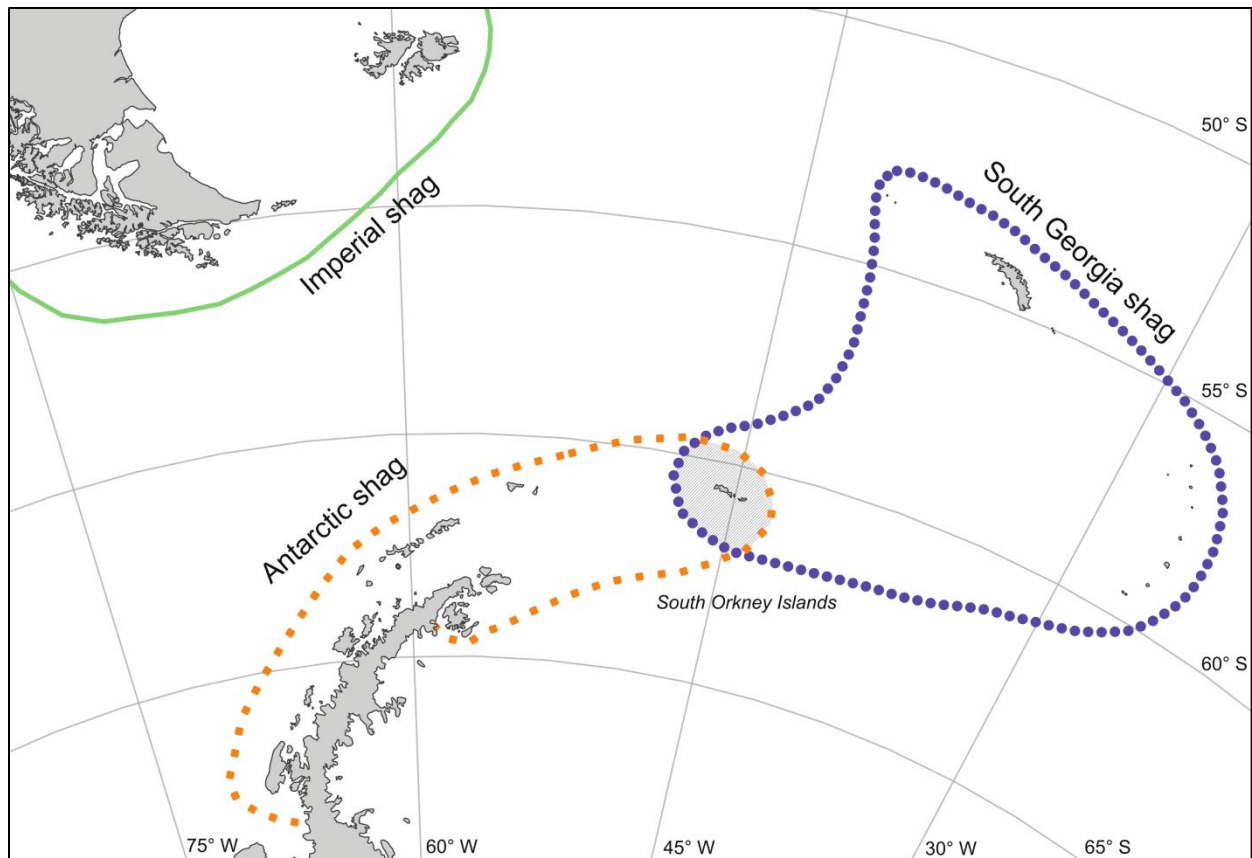 50° S
South Georgia shag
Imperial shag
55° S
Antarctic shag
South Orkney Islands
60° S
75° W
60° W
45° W
30° W
65° S